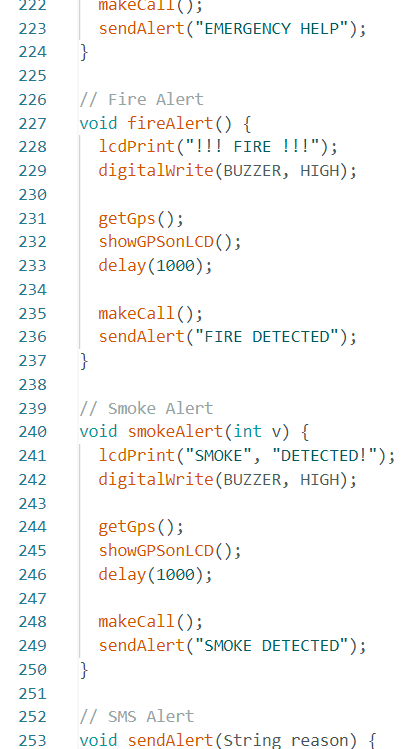 222   makeCall();
223   sendAlert("EMERGENCY HELP");
224 }
225
226 // Fire Alert
227 void fireAlert() {
228   lcdPrint("!!! FIRE !!!");
229   digitalWrite(BUZZER, HIGH);
230
231   getGps();
232   showGPSonLCD();
233   delay(1000);
234
235   makeCall();
236   sendAlert("FIRE DETECTED");
237 }
238
239 // Smoke Alert
240 void smokeAlert(int v) {
241   lcdPrint("SMOKE", "DETECTED!");
242   digitalWrite(BUZZER, HIGH);
243
244   getGps();
245   showGPSonLCD();
246   delay(1000);
247
248   makeCall();
249   sendAlert("SMOKE DETECTED");
250 }
251
252 // SMS Alert
253 void sendAlert(String reason) {